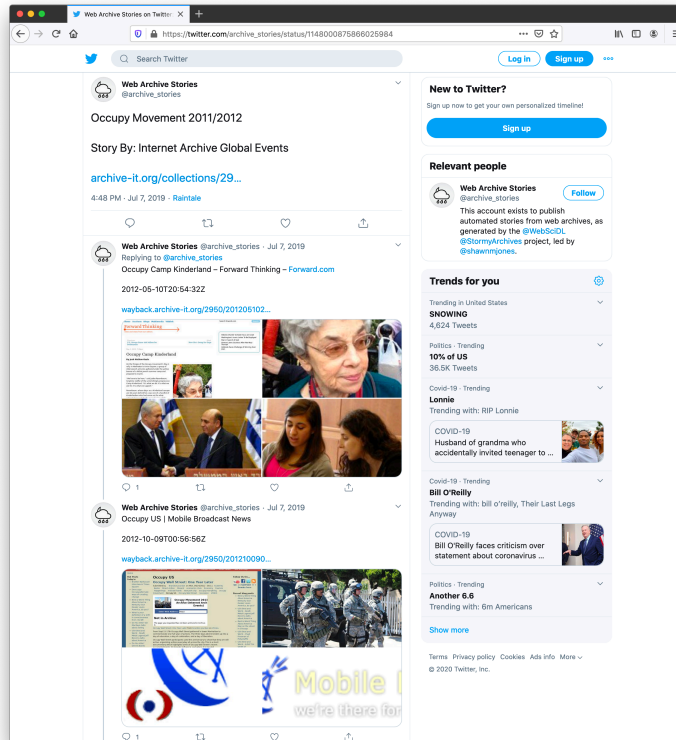 Web Archive Stories on Twitter
https://twitter.com/archive_stories/status/1148000875866025984
Search Twitter
Log in
Sign up
Web Archive Stories
@archive_stories
Occupy Movement 2011/2012
Story By: Internet Archive Global Events
archive-it.org/collections/29...
4:48 PM · Jul 7, 2019 · Raintale
Web Archive Stories @archive_stories · Jul 7, 2019
Replying to @archive_stories
Occupy Camp Kinderland – Forward Thinking – Forward.com
2012-05-10T20:54:32Z
wayback.archive-it.org/2950/201205102...
Forward Thinking
Occupy Camp Kinderland
1
Web Archive Stories @archive_stories · Jul 7, 2019
Occupy US | Mobile Broadcast News
2012-10-09T00:56:56Z
wayback.archive-it.org/2950/201210090...
Occupy US
Occupy Wall Street: One Year Later
Mobile
we're there for
1
New to Twitter?
Sign up now to get your own personalized timeline!
Sign up
Relevant people
Web Archive Stories
@archive_stories
Follow
This account exists to publish
automated stories from web archives, as
generated by the @WebSciDL
@StormyArchives project, led by
@shawnmjones.
Trends for you
Trending in United States
SNOWING
4,624 Tweets
Politics · Trending
10% of US
36.5K Tweets
Covid-19 · Trending
Lonnie
Trending with: RIP Lonnie
COVID-19
Husband of grandma who
accidentally invited teenager to ...
Covid-19 · Trending
Bill O'Reilly
Trending with: bill o'reilly, Their Last Legs
Anyway
COVID-19
Bill O'Reilly faces criticism over
statement about coronavirus ...
Politics · Trending
Another 6.6
Trending with: 6m Americans
Show more
Terms Privacy policy Cookies Ads info More
© 2020 Twitter, Inc.